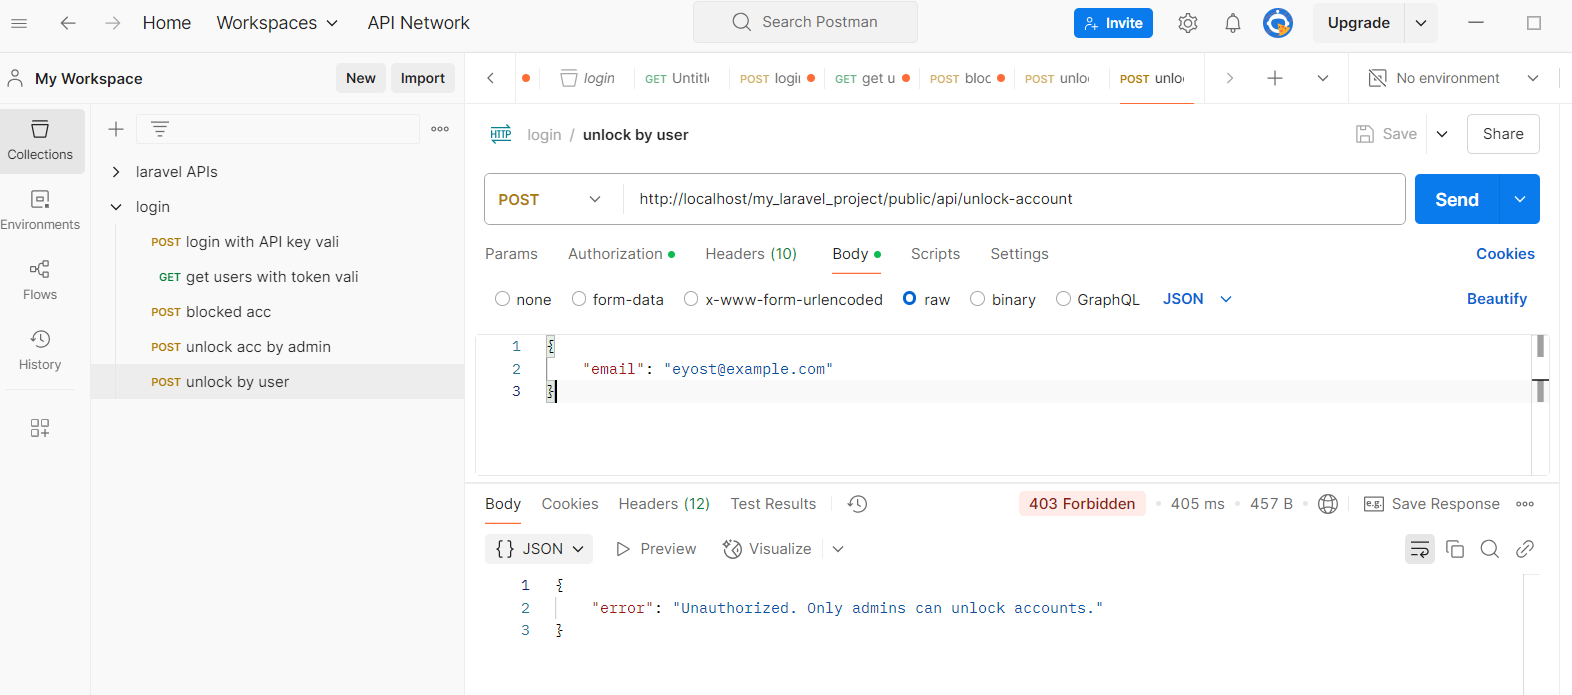 Home Workspaces API Network Search Postman Invite Upgrade
My Workspace New Import
login GET Untitle POST logi GET get u POST bloc POST unlo POST unlo No environment
Collections
Environments
Flows
History
laravel APIs
login
POST login with API key vali
GET get users with token vali
POST blocked acc
POST unlock acc by admin
POST unlock by user
HTTP login / unlock by user Save Share
POST http://localhost/my_laravel_project/public/api/unlock-account Send
Params Authorization Headers (10) Body Scripts Settings Cookies
none form-data x-www-form-urlencoded raw binary GraphQL JSON Beautify
1 {
2 "email": "eyost@example.com"
3 }
Body Cookies Headers (12) Test Results 403 Forbidden 405 ms 457 B e.g. Save Response
{} JSON Preview Visualize
1 {
2 "error": "Unauthorized. Only admins can unlock accounts."
3 }